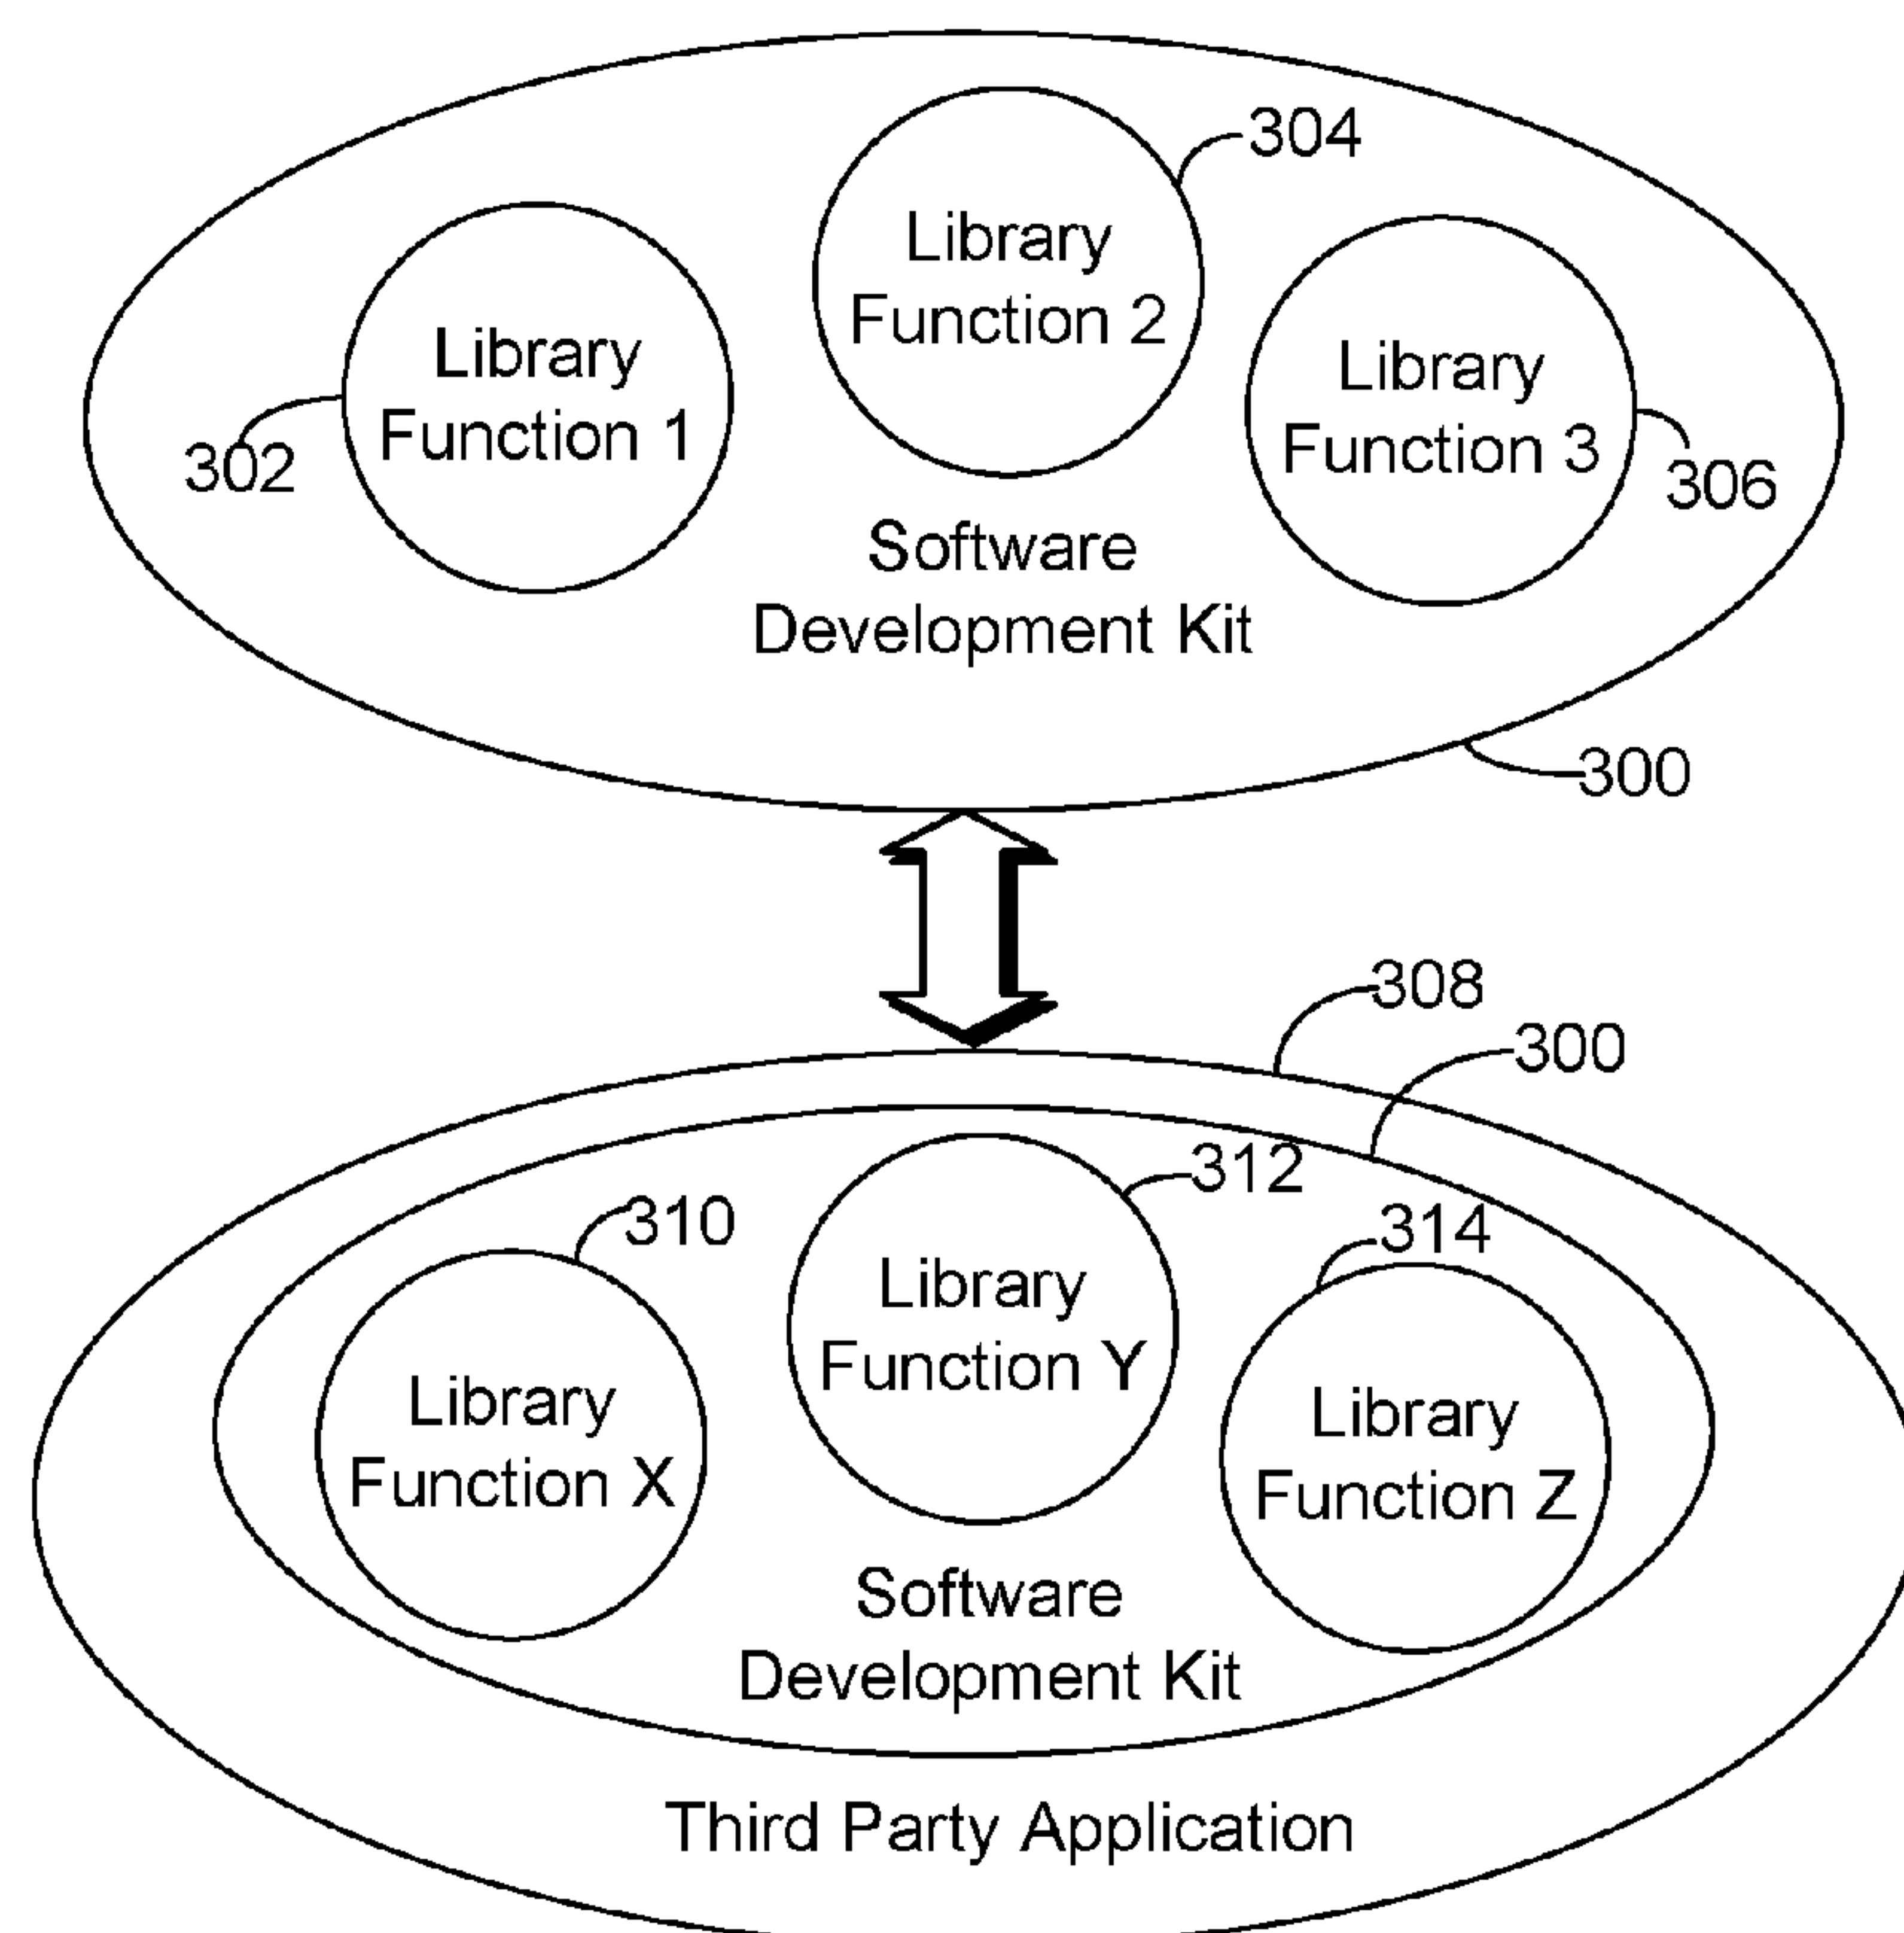 304
Library
Function 2
Library
Function 1
302
Library
Function 3
306
Software
Development Kit
300
308
300
312
310
314
Library
Function Y
Library
Function X
Library
Function Z
Software
Development Kit
Third Party Application